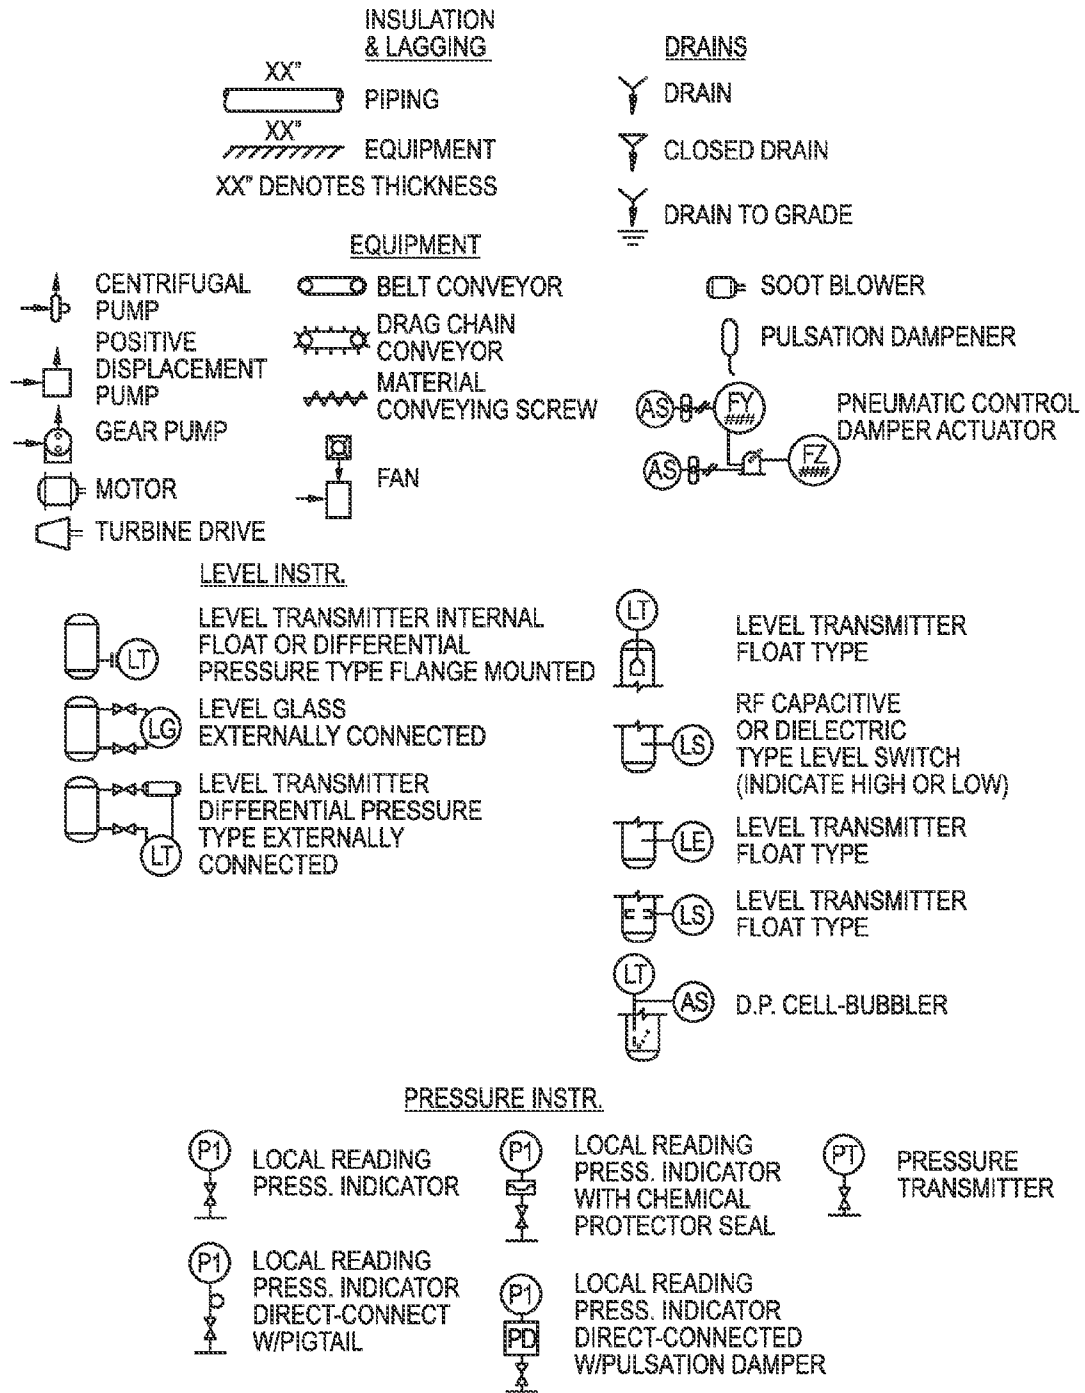 INSULATION
& LAGGING
XX"
PIPING
XX"
EQUIPMENT
XX" DENOTES THICKNESS
DRAINS
DRAIN
CLOSED DRAIN
DRAIN TO GRADE
EQUIPMENT
CENTRIFUGAL
PUMP
POSITIVE
DISPLACEMENT
PUMP
GEAR PUMP
MOTOR
TURBINE DRIVE
BELT CONVEYOR
DRAG CHAIN
CONVEYOR
MATERIAL
CONVEYING SCREW
FAN
SOOT BLOWER
PULSATION DAMPENER
AS
FY
###
AS
FZ
###
PNEUMATIC CONTROL
DAMPER ACTUATOR
LEVEL INSTR.
LT
LEVEL TRANSMITTER INTERNAL
FLOAT OR DIFFERENTIAL
PRESSURE TYPE FLANGE MOUNTED
LG
LEVEL GLASS
EXTERNALLY CONNECTED
LT
LEVEL TRANSMITTER
DIFFERENTIAL PRESSURE
TYPE EXTERNALLY
CONNECTED
LT
LEVEL TRANSMITTER
FLOAT TYPE
LS
RF CAPACITIVE
OR DIELECTRIC
TYPE LEVEL SWITCH
(INDICATE HIGH OR LOW)
LE
LEVEL TRANSMITTER
FLOAT TYPE
LS
LEVEL TRANSMITTER
FLOAT TYPE
LT
AS
D.P. CELL-BUBBLER
PRESSURE INSTR.
P1
LOCAL READING
PRESS. INDICATOR
P1
LOCAL READING
PRESS. INDICATOR
DIRECT-CONNECT
W/PIGTAIL
P1
LOCAL READING
PRESS. INDICATOR
WITH CHEMICAL
PROTECTOR SEAL
P1
PD
LOCAL READING
PRESS. INDICATOR
DIRECT-CONNECTED
W/PULSATION DAMPER
PT
PRESSURE
TRANSMITTER